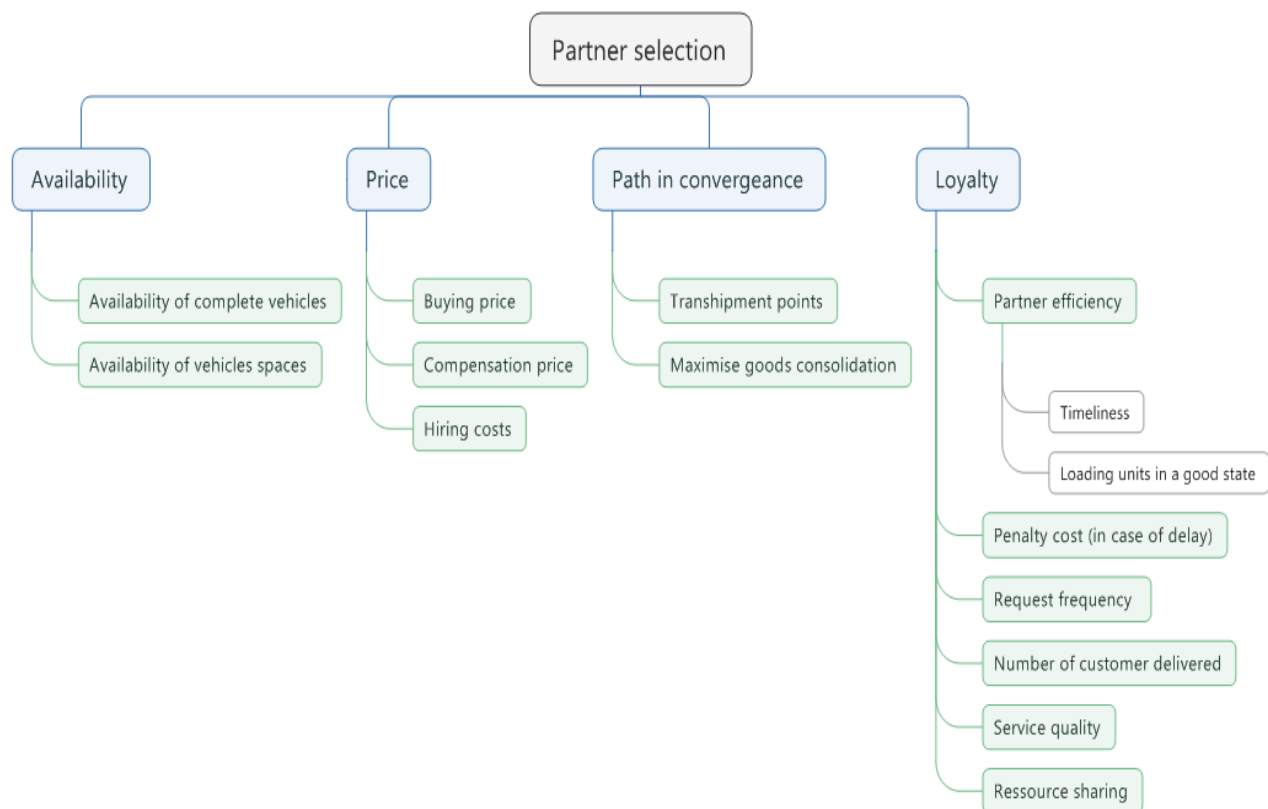 Partner selection
Availability
Price
Path in convergeance
Loyalty
Availability of complete vehicles
Availability of vehicles spaces
Buying price
Compensation price
Hiring costs
Transhipment points
Maximise goods consolidation
Partner efficiency
Timeliness
Loading units in a good state
Penalty cost (in case of delay)
Request frequency
Number of customer delivered
Service quality
Ressource sharing